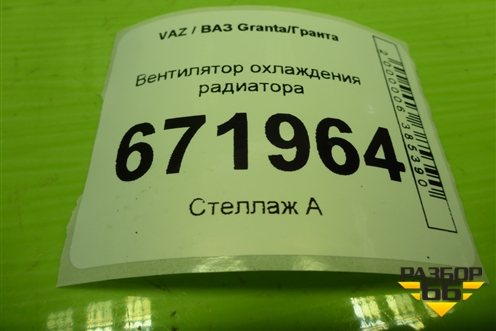 VAZ / ВАЗ Granta/Гранта
Вентилятор охлаждения
радиатора
671964
Стеллаж А
2000006385390
РАЗБОР
66